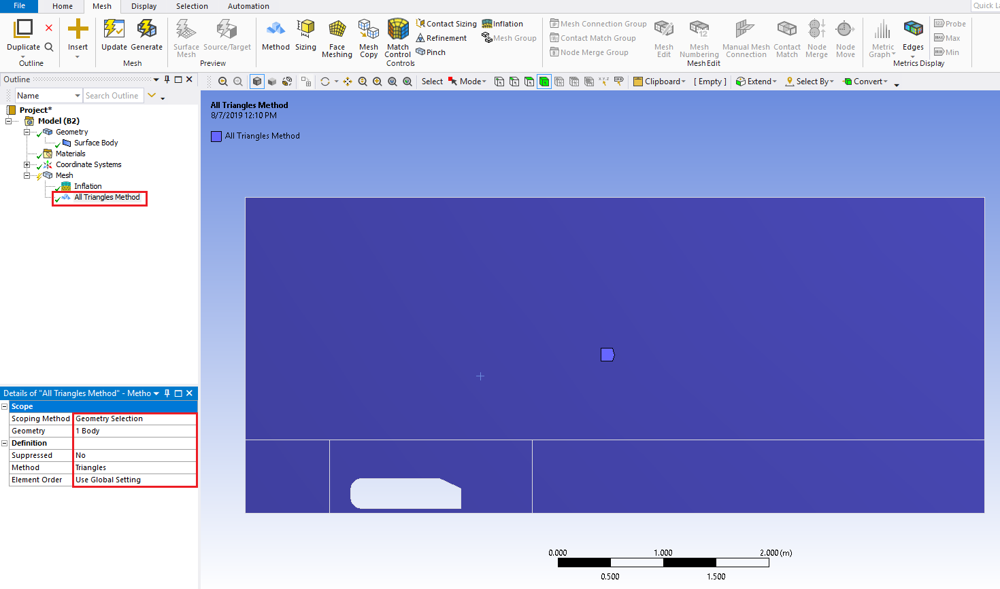 File Home Mesh Display Selection Automation Quick La
Duplicate Insert Update Generate Surface Mesh Source/Target Method Sizing Face Meshing Mesh Copy Match Control Contact Sizing Inflation Mesh Connection Group Mesh Edit Mesh Numbering Manual Mesh Connection Contact Match Node Merge Node Move Metric Graph Edges Probe
Refinement Mesh Group Contact Match Group Max
Pinch Node Merge Group Min
Outline Mesh Preview Controls Mesh Edit Metrics Display
Outline
Select Mode Clipboard [ Empty ] Extend Select By Convert
Name Search Outline
Project*
Model (B2)
Geometry
Surface Body
Materials
Coordinate Systems
Mesh
Inflation
All Triangles Method
All Triangles Method
8/7/2019 12:10 PM
All Triangles Method
Details of "All Triangles Method" - Metho
Scope
Scoping Method Geometry Selection
Geometry 1 Body
Definition
Suppressed No
Method Triangles
Element Order Use Global Setting
0.000 1.000 2.000 (m)
0.500 1.500